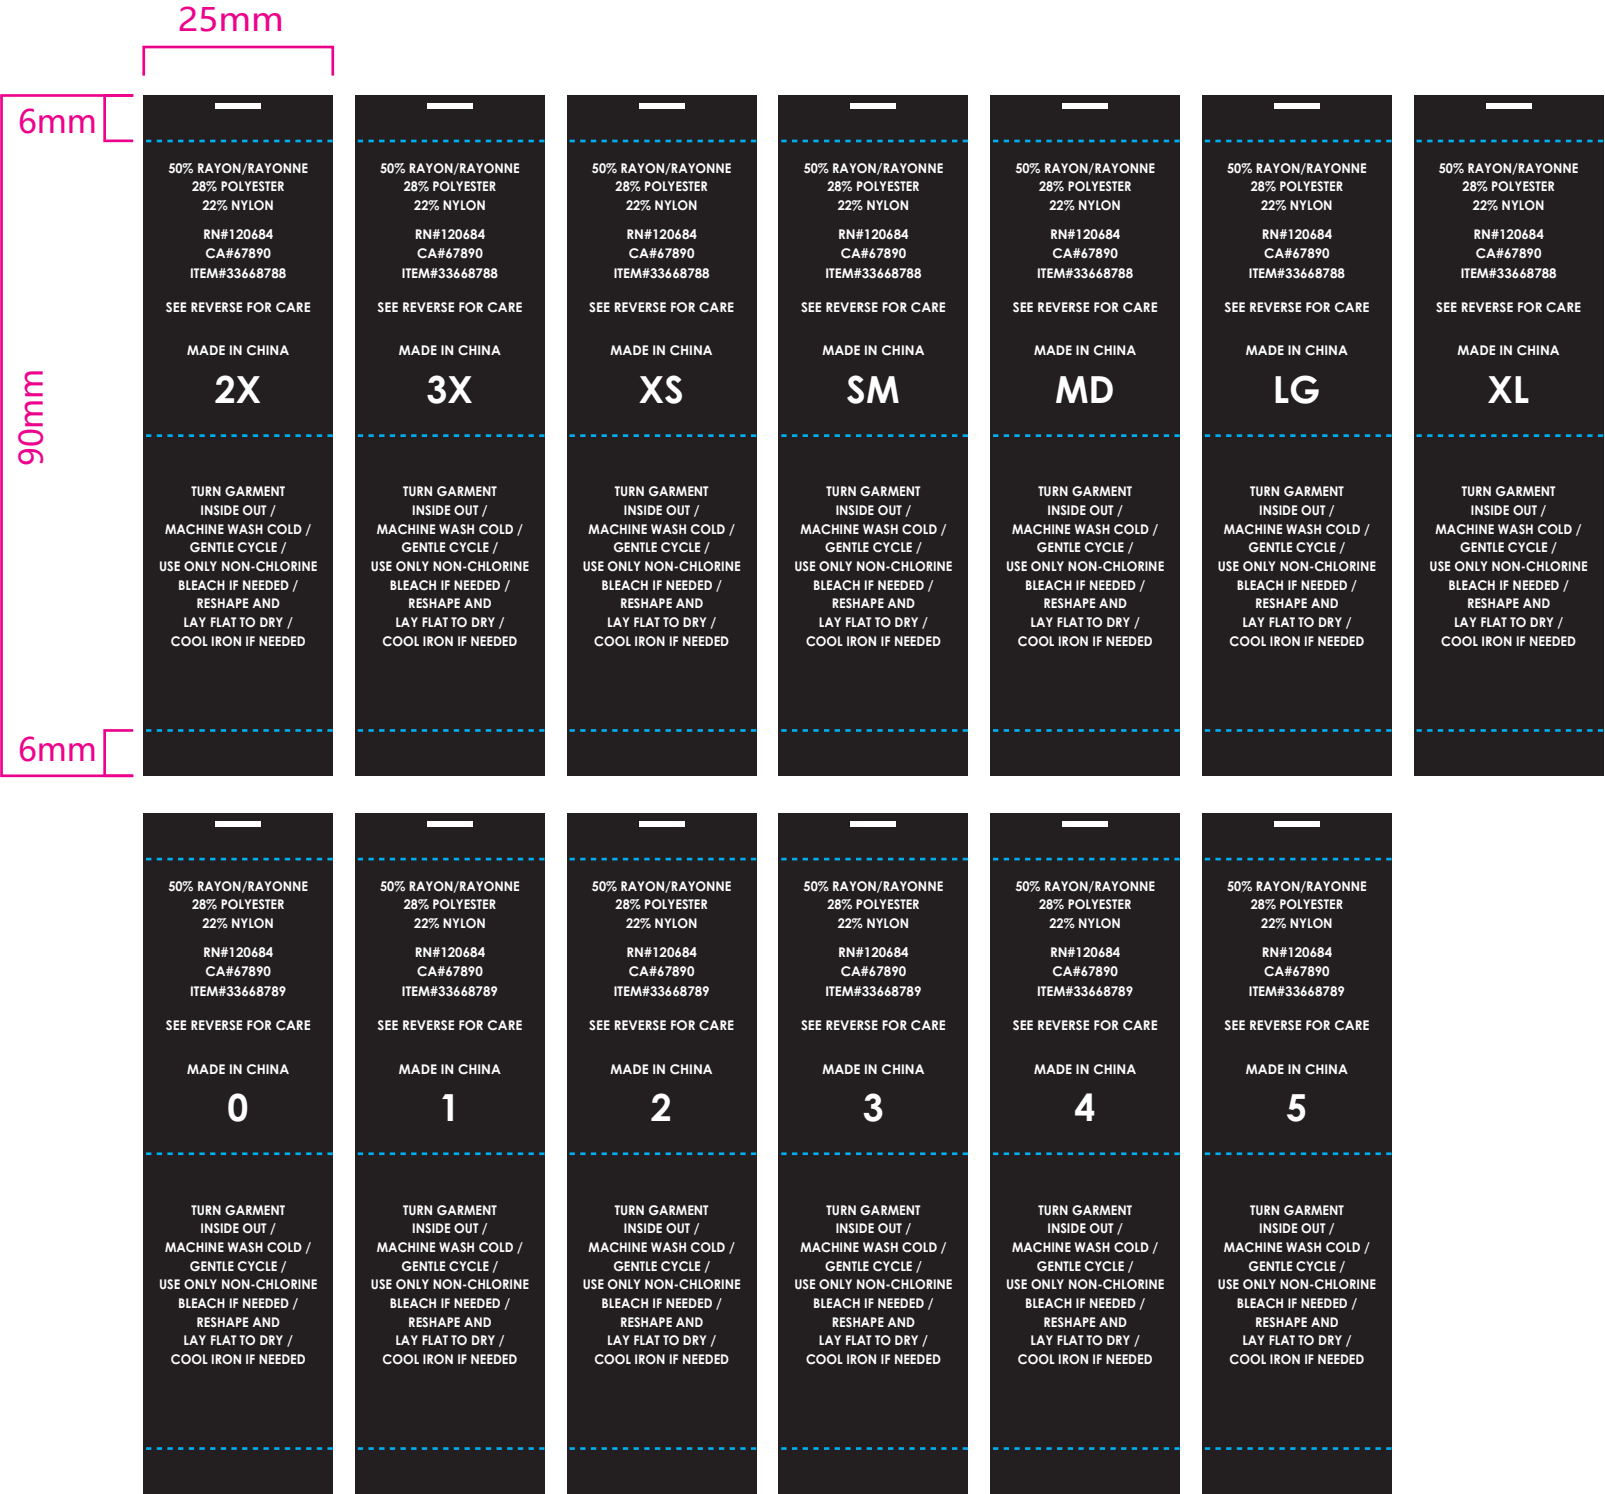 25mm
6mm
90mm
6mm
50% RAYON/RAYONNE
28% POLYESTER
22% NYLON
RN#120684
CA#67890
ITEM#33668788
SEE REVERSE FOR CARE
MADE IN CHINA
2X
TURN GARMENT
INSIDE OUT /
MACHINE WASH COLD /
GENTLE CYCLE /
USE ONLY NON-CHLORINE
BLEACH IF NEEDED /
RESHAPE AND
LAY FLAT TO DRY /
COOL IRON IF NEEDED
50% RAYON/RAYONNE
28% POLYESTER
22% NYLON
RN#120684
CA#67890
ITEM#33668788
SEE REVERSE FOR CARE
MADE IN CHINA
3X
TURN GARMENT
INSIDE OUT /
MACHINE WASH COLD /
GENTLE CYCLE /
USE ONLY NON-CHLORINE
BLEACH IF NEEDED /
RESHAPE AND
LAY FLAT TO DRY /
COOL IRON IF NEEDED
50% RAYON/RAYONNE
28% POLYESTER
22% NYLON
RN#120684
CA#67890
ITEM#33668788
SEE REVERSE FOR CARE
MADE IN CHINA
XS
TURN GARMENT
INSIDE OUT /
MACHINE WASH COLD /
GENTLE CYCLE /
USE ONLY NON-CHLORINE
BLEACH IF NEEDED /
RESHAPE AND
LAY FLAT TO DRY /
COOL IRON IF NEEDED
50% RAYON/RAYONNE
28% POLYESTER
22% NYLON
RN#120684
CA#67890
ITEM#33668788
SEE REVERSE FOR CARE
MADE IN CHINA
SM
TURN GARMENT
INSIDE OUT /
MACHINE WASH COLD /
GENTLE CYCLE /
USE ONLY NON-CHLORINE
BLEACH IF NEEDED /
RESHAPE AND
LAY FLAT TO DRY /
COOL IRON IF NEEDED
50% RAYON/RAYONNE
28% POLYESTER
22% NYLON
RN#120684
CA#67890
ITEM#33668788
SEE REVERSE FOR CARE
MADE IN CHINA
MD
TURN GARMENT
INSIDE OUT /
MACHINE WASH COLD /
GENTLE CYCLE /
USE ONLY NON-CHLORINE
BLEACH IF NEEDED /
RESHAPE AND
LAY FLAT TO DRY /
COOL IRON IF NEEDED
50% RAYON/RAYONNE
28% POLYESTER
22% NYLON
RN#120684
CA#67890
ITEM#33668788
SEE REVERSE FOR CARE
MADE IN CHINA
LG
TURN GARMENT
INSIDE OUT /
MACHINE WASH COLD /
GENTLE CYCLE /
USE ONLY NON-CHLORINE
BLEACH IF NEEDED /
RESHAPE AND
LAY FLAT TO DRY /
COOL IRON IF NEEDED
50% RAYON/RAYONNE
28% POLYESTER
22% NYLON
RN#120684
CA#67890
ITEM#33668788
SEE REVERSE FOR CARE
MADE IN CHINA
XL
TURN GARMENT
INSIDE OUT /
MACHINE WASH COLD /
GENTLE CYCLE /
USE ONLY NON-CHLORINE
BLEACH IF NEEDED /
RESHAPE AND
LAY FLAT TO DRY /
COOL IRON IF NEEDED
50% RAYON/RAYONNE
28% POLYESTER
22% NYLON
RN#120684
CA#67890
ITEM#33668789
SEE REVERSE FOR CARE
MADE IN CHINA
0
TURN GARMENT
INSIDE OUT /
MACHINE WASH COLD /
GENTLE CYCLE /
USE ONLY NON-CHLORINE
BLEACH IF NEEDED /
RESHAPE AND
LAY FLAT TO DRY /
COOL IRON IF NEEDED
50% RAYON/RAYONNE
28% POLYESTER
22% NYLON
RN#120684
CA#67890
ITEM#33668789
SEE REVERSE FOR CARE
MADE IN CHINA
1
TURN GARMENT
INSIDE OUT /
MACHINE WASH COLD /
GENTLE CYCLE /
USE ONLY NON-CHLORINE
BLEACH IF NEEDED /
RESHAPE AND
LAY FLAT TO DRY /
COOL IRON IF NEEDED
50% RAYON/RAYONNE
28% POLYESTER
22% NYLON
RN#120684
CA#67890
ITEM#33668789
SEE REVERSE FOR CARE
MADE IN CHINA
2
TURN GARMENT
INSIDE OUT /
MACHINE WASH COLD /
GENTLE CYCLE /
USE ONLY NON-CHLORINE
BLEACH IF NEEDED /
RESHAPE AND
LAY FLAT TO DRY /
COOL IRON IF NEEDED
50% RAYON/RAYONNE
28% POLYESTER
22% NYLON
RN#120684
CA#67890
ITEM#33668789
SEE REVERSE FOR CARE
MADE IN CHINA
3
TURN GARMENT
INSIDE OUT /
MACHINE WASH COLD /
GENTLE CYCLE /
USE ONLY NON-CHLORINE
BLEACH IF NEEDED /
RESHAPE AND
LAY FLAT TO DRY /
COOL IRON IF NEEDED
50% RAYON/RAYONNE
28% POLYESTER
22% NYLON
RN#120684
CA#67890
ITEM#33668789
SEE REVERSE FOR CARE
MADE IN CHINA
4
TURN GARMENT
INSIDE OUT /
MACHINE WASH COLD /
GENTLE CYCLE /
USE ONLY NON-CHLORINE
BLEACH IF NEEDED /
RESHAPE AND
LAY FLAT TO DRY /
COOL IRON IF NEEDED
50% RAYON/RAYONNE
28% POLYESTER
22% NYLON
RN#120684
CA#67890
ITEM#33668789
SEE REVERSE FOR CARE
MADE IN CHINA
5
TURN GARMENT
INSIDE OUT /
MACHINE WASH COLD /
GENTLE CYCLE /
USE ONLY NON-CHLORINE
BLEACH IF NEEDED /
RESHAPE AND
LAY FLAT TO DRY /
COOL IRON IF NEEDED